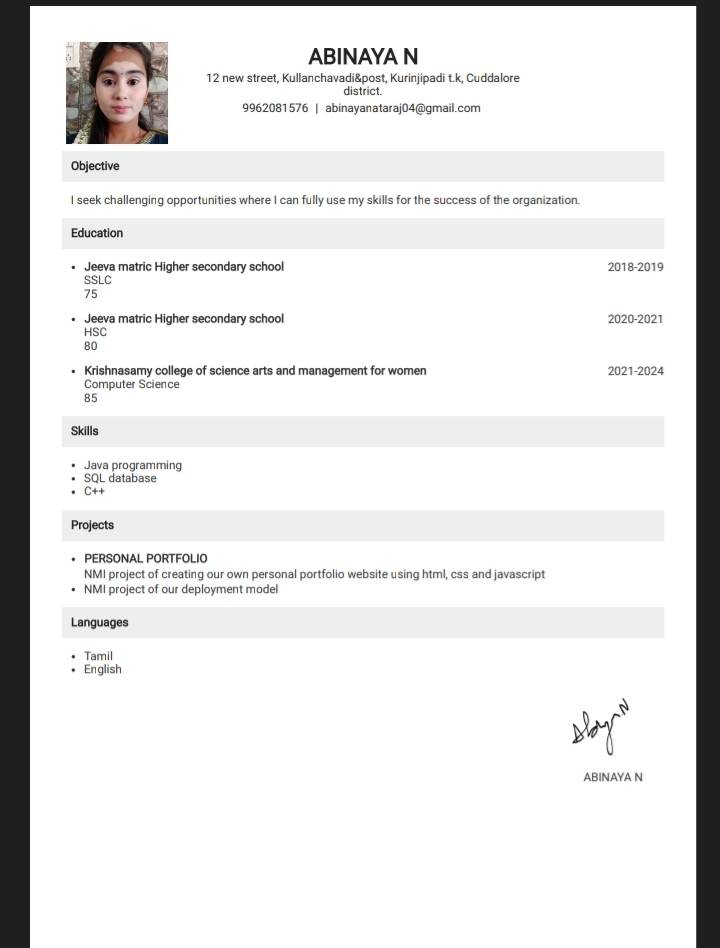 ABINAYA N
12 new street, Kullanchavadi&post, Kurinjipadi t.k, Cuddalore
district.
9962081576 | abinayanataraj04@gmail.com
Objective
I seek challenging opportunities where I can fully use my skills for the success of the organization.
Education
• Jeeva matric Higher secondary school 2018-2019
SSLC
75
• Jeeva matric Higher secondary school 2020-2021
HSC
80
• Krishnasamy college of science arts and management for women 2021-2024
Computer Science
85
Skills
• Java programming
• SQL database
• C++
Projects
• PERSONAL PORTFOLIO
NMI project of creating our own personal portfolio website using html, css and javascript
• NMI project of our deployment model
Languages
• Tamil
• English
ABINAYA N